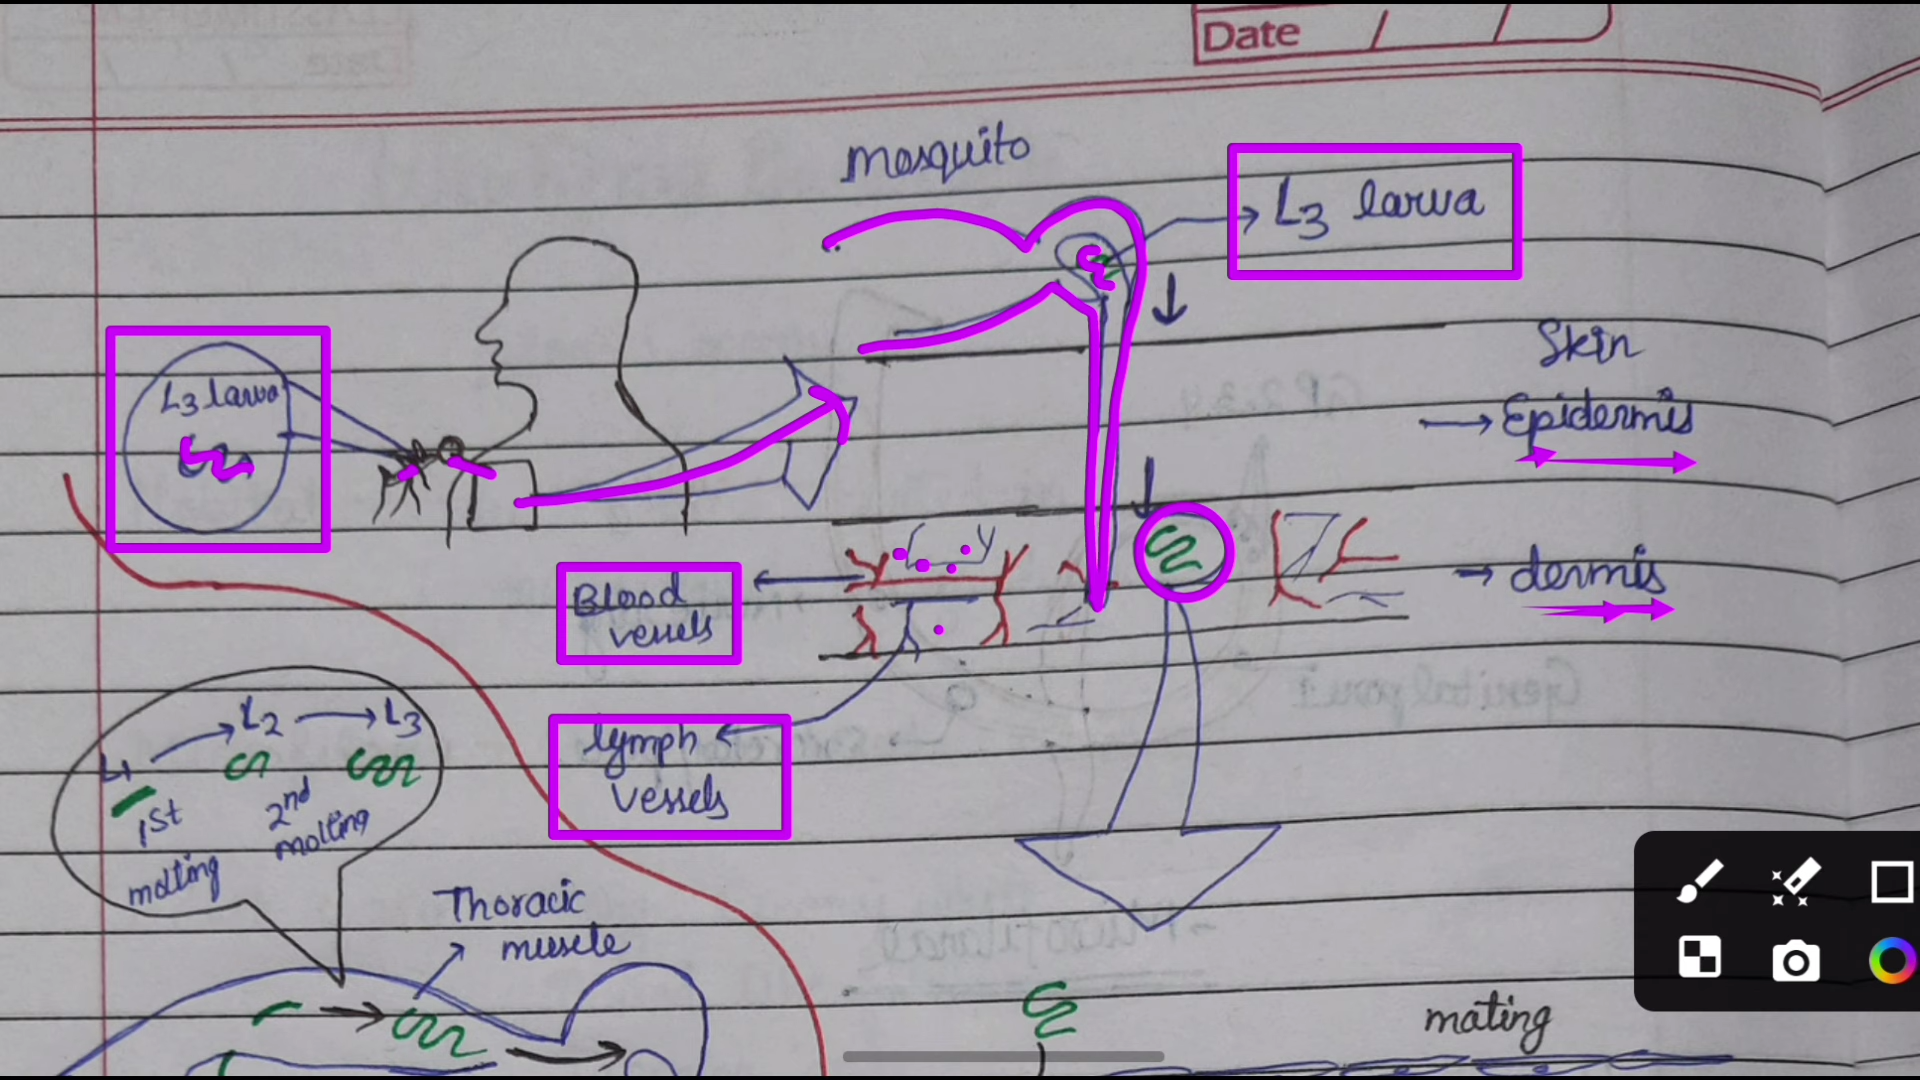 Date / /
Mosquito
L3 larva
Skin
L3 larva
→ Epidermis
→ dermis
Blood
vessels
lymph
vessels
L1 → L2 → L3
1st
molting
2nd
molting
Thoracic
muscle
mating